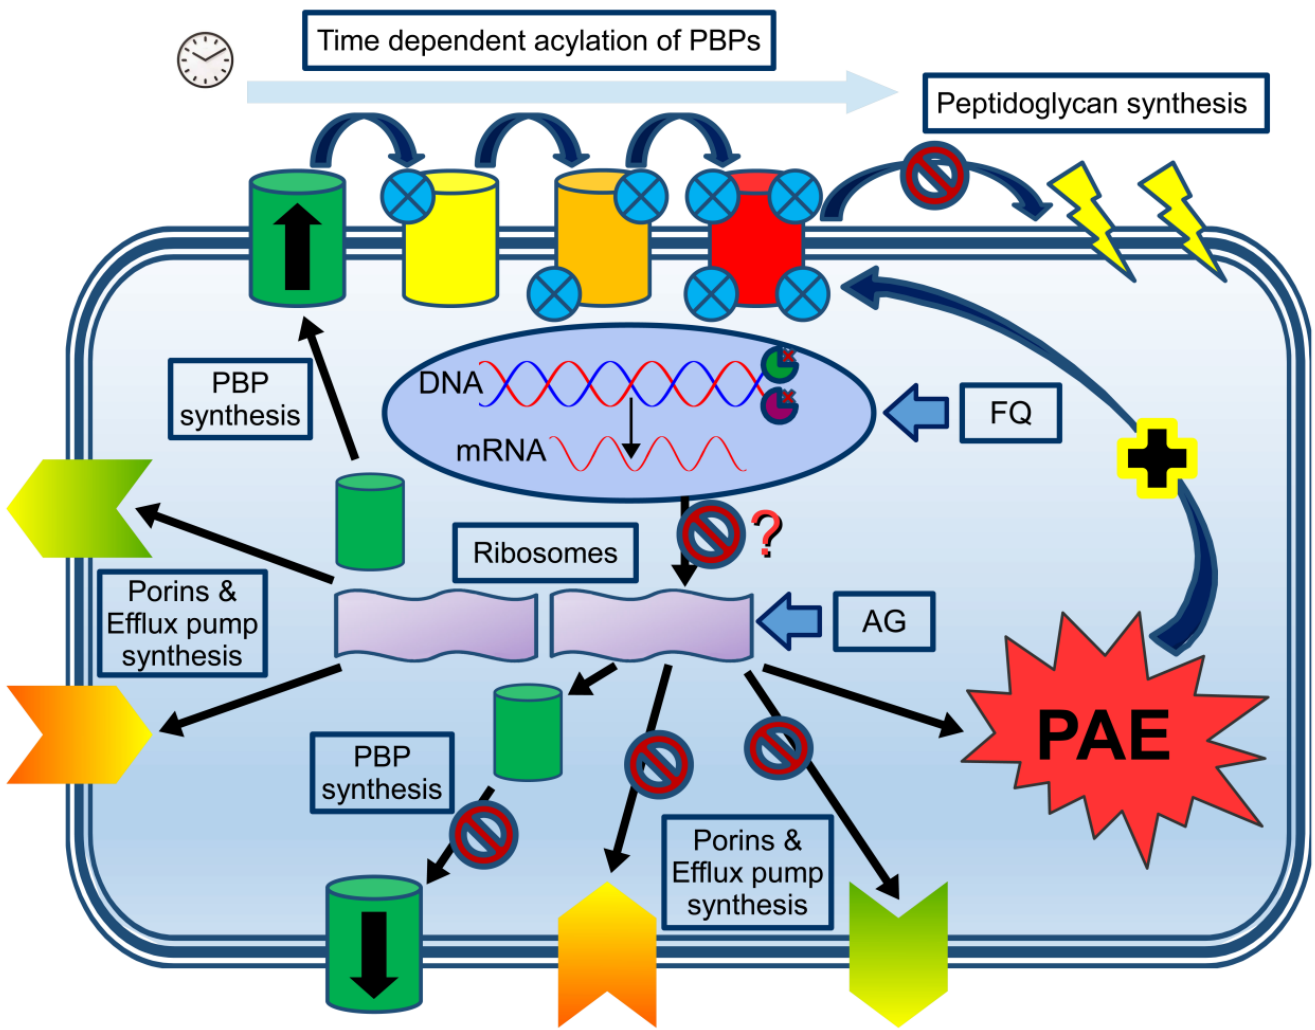 Time dependent acylation of PBPs
Peptidoglycan synthesis
PBP
synthesis
DNA
mRNA
FQ
?
Ribosomes
Porins &
Efflux pump
synthesis
AG
PAE
PBP
synthesis
Porins &
Efflux pump
synthesis